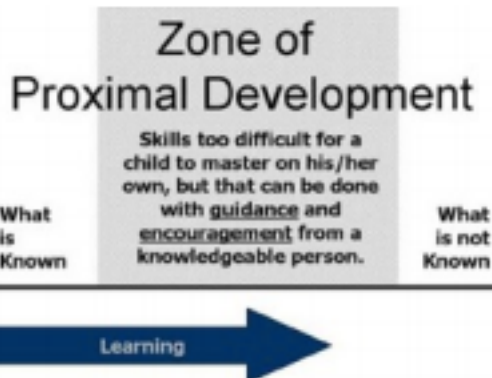 Zone of
Proximal Development
Skills too difficult for a
child to master on his/her
own, but that can be done
with guidance and
encouragement from a
knowledgeable person.
What
is
Known
What
is not
Known
Learning